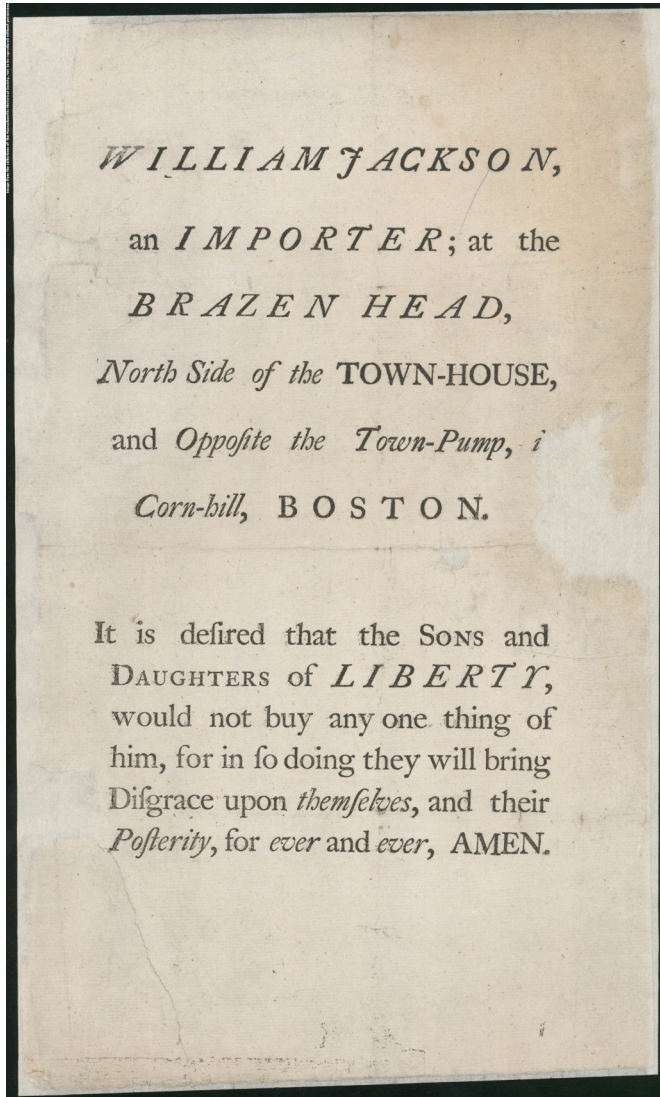 WILLIAM JACKSON,
an IMPORTER; at the
BRAZEN HEAD,
North Side of the TOWN-HOUSE,
and Oppoſite the Town-Pump, i
Corn-hill, BOSTON.
It is deſired that the SONS and
DAUGHTERS of LIBERTY,
would not buy any one thing of
him, for in ſo doing they will bring
Diſgrace upon themſelves, and their
Poſterity, for ever and ever, AMEN.